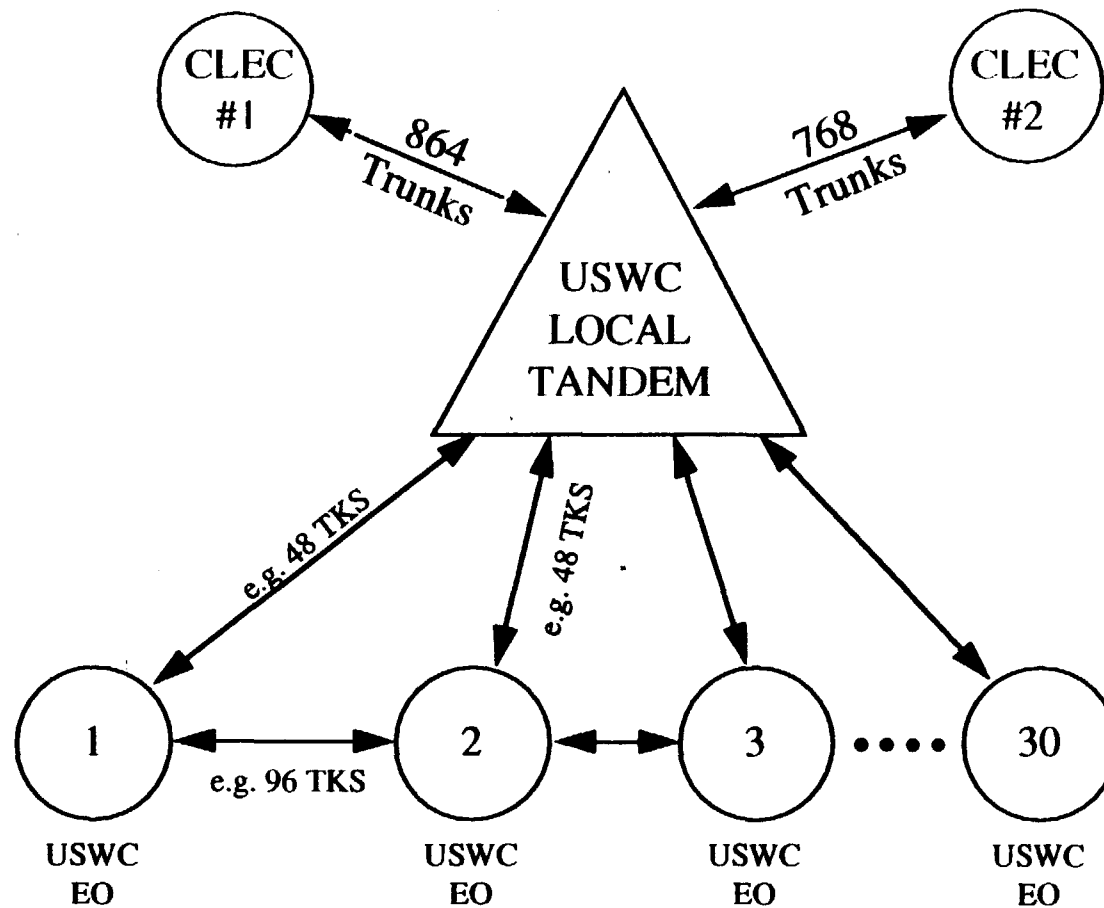 CLEC
#1
CLEC
#2
864
Trunks
768
Trunks
USWC
LOCAL
TANDEM
e.g. 48 TKS
e.g. 48 TKS
1
2
3
30
e.g. 96 TKS
USWC
EO
USWC
EO
USWC
EO
USWC
EO